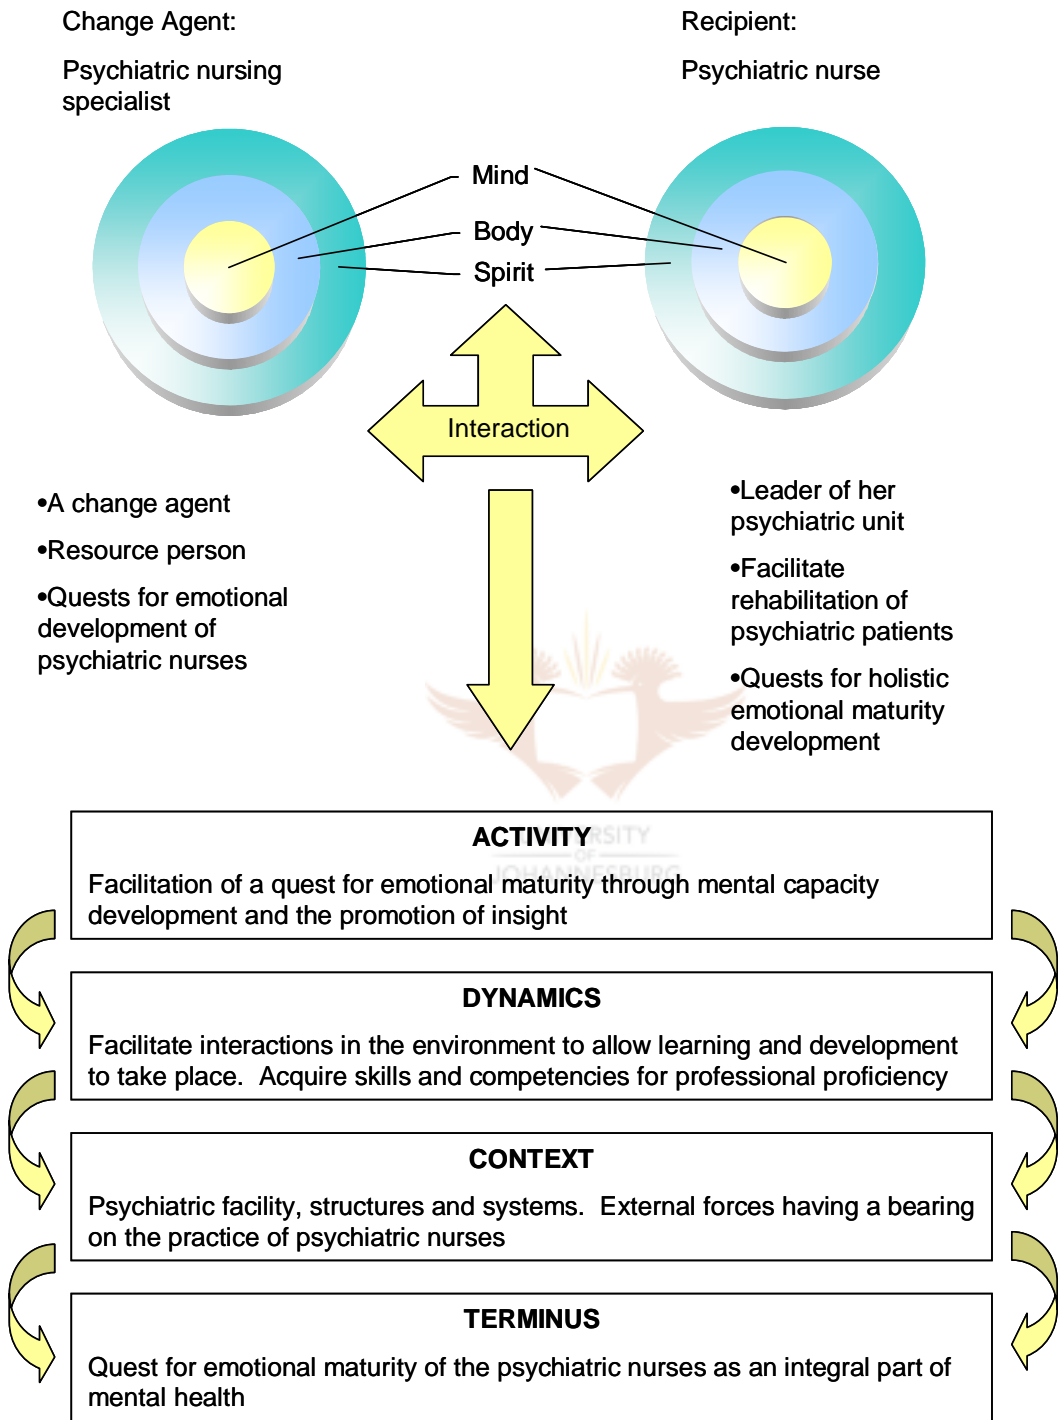 Change Agent:
Psychiatric nursing
specialist
Recipient:
Psychiatric nurse
Mind
Body
Spirit
Interaction
•A change agent
•Resource person
•Quests for emotional
development of
psychiatric nurses
•Leader of her
psychiatric unit
•Facilitate
rehabilitation of
psychiatric patients
•Quests for holistic
emotional maturity
development
UNIVERSITY
OF
JOHANNESBURG
ACTIVITY
Facilitation of a quest for emotional maturity through mental capacity
development and the promotion of insight
DYNAMICS
Facilitate interactions in the environment to allow learning and development
to take place.  Acquire skills and competencies for professional proficiency
CONTEXT
Psychiatric facility, structures and systems.  External forces having a bearing
on the practice of psychiatric nurses
TERMINUS
Quest for emotional maturity of the psychiatric nurses as an integral part of
mental health